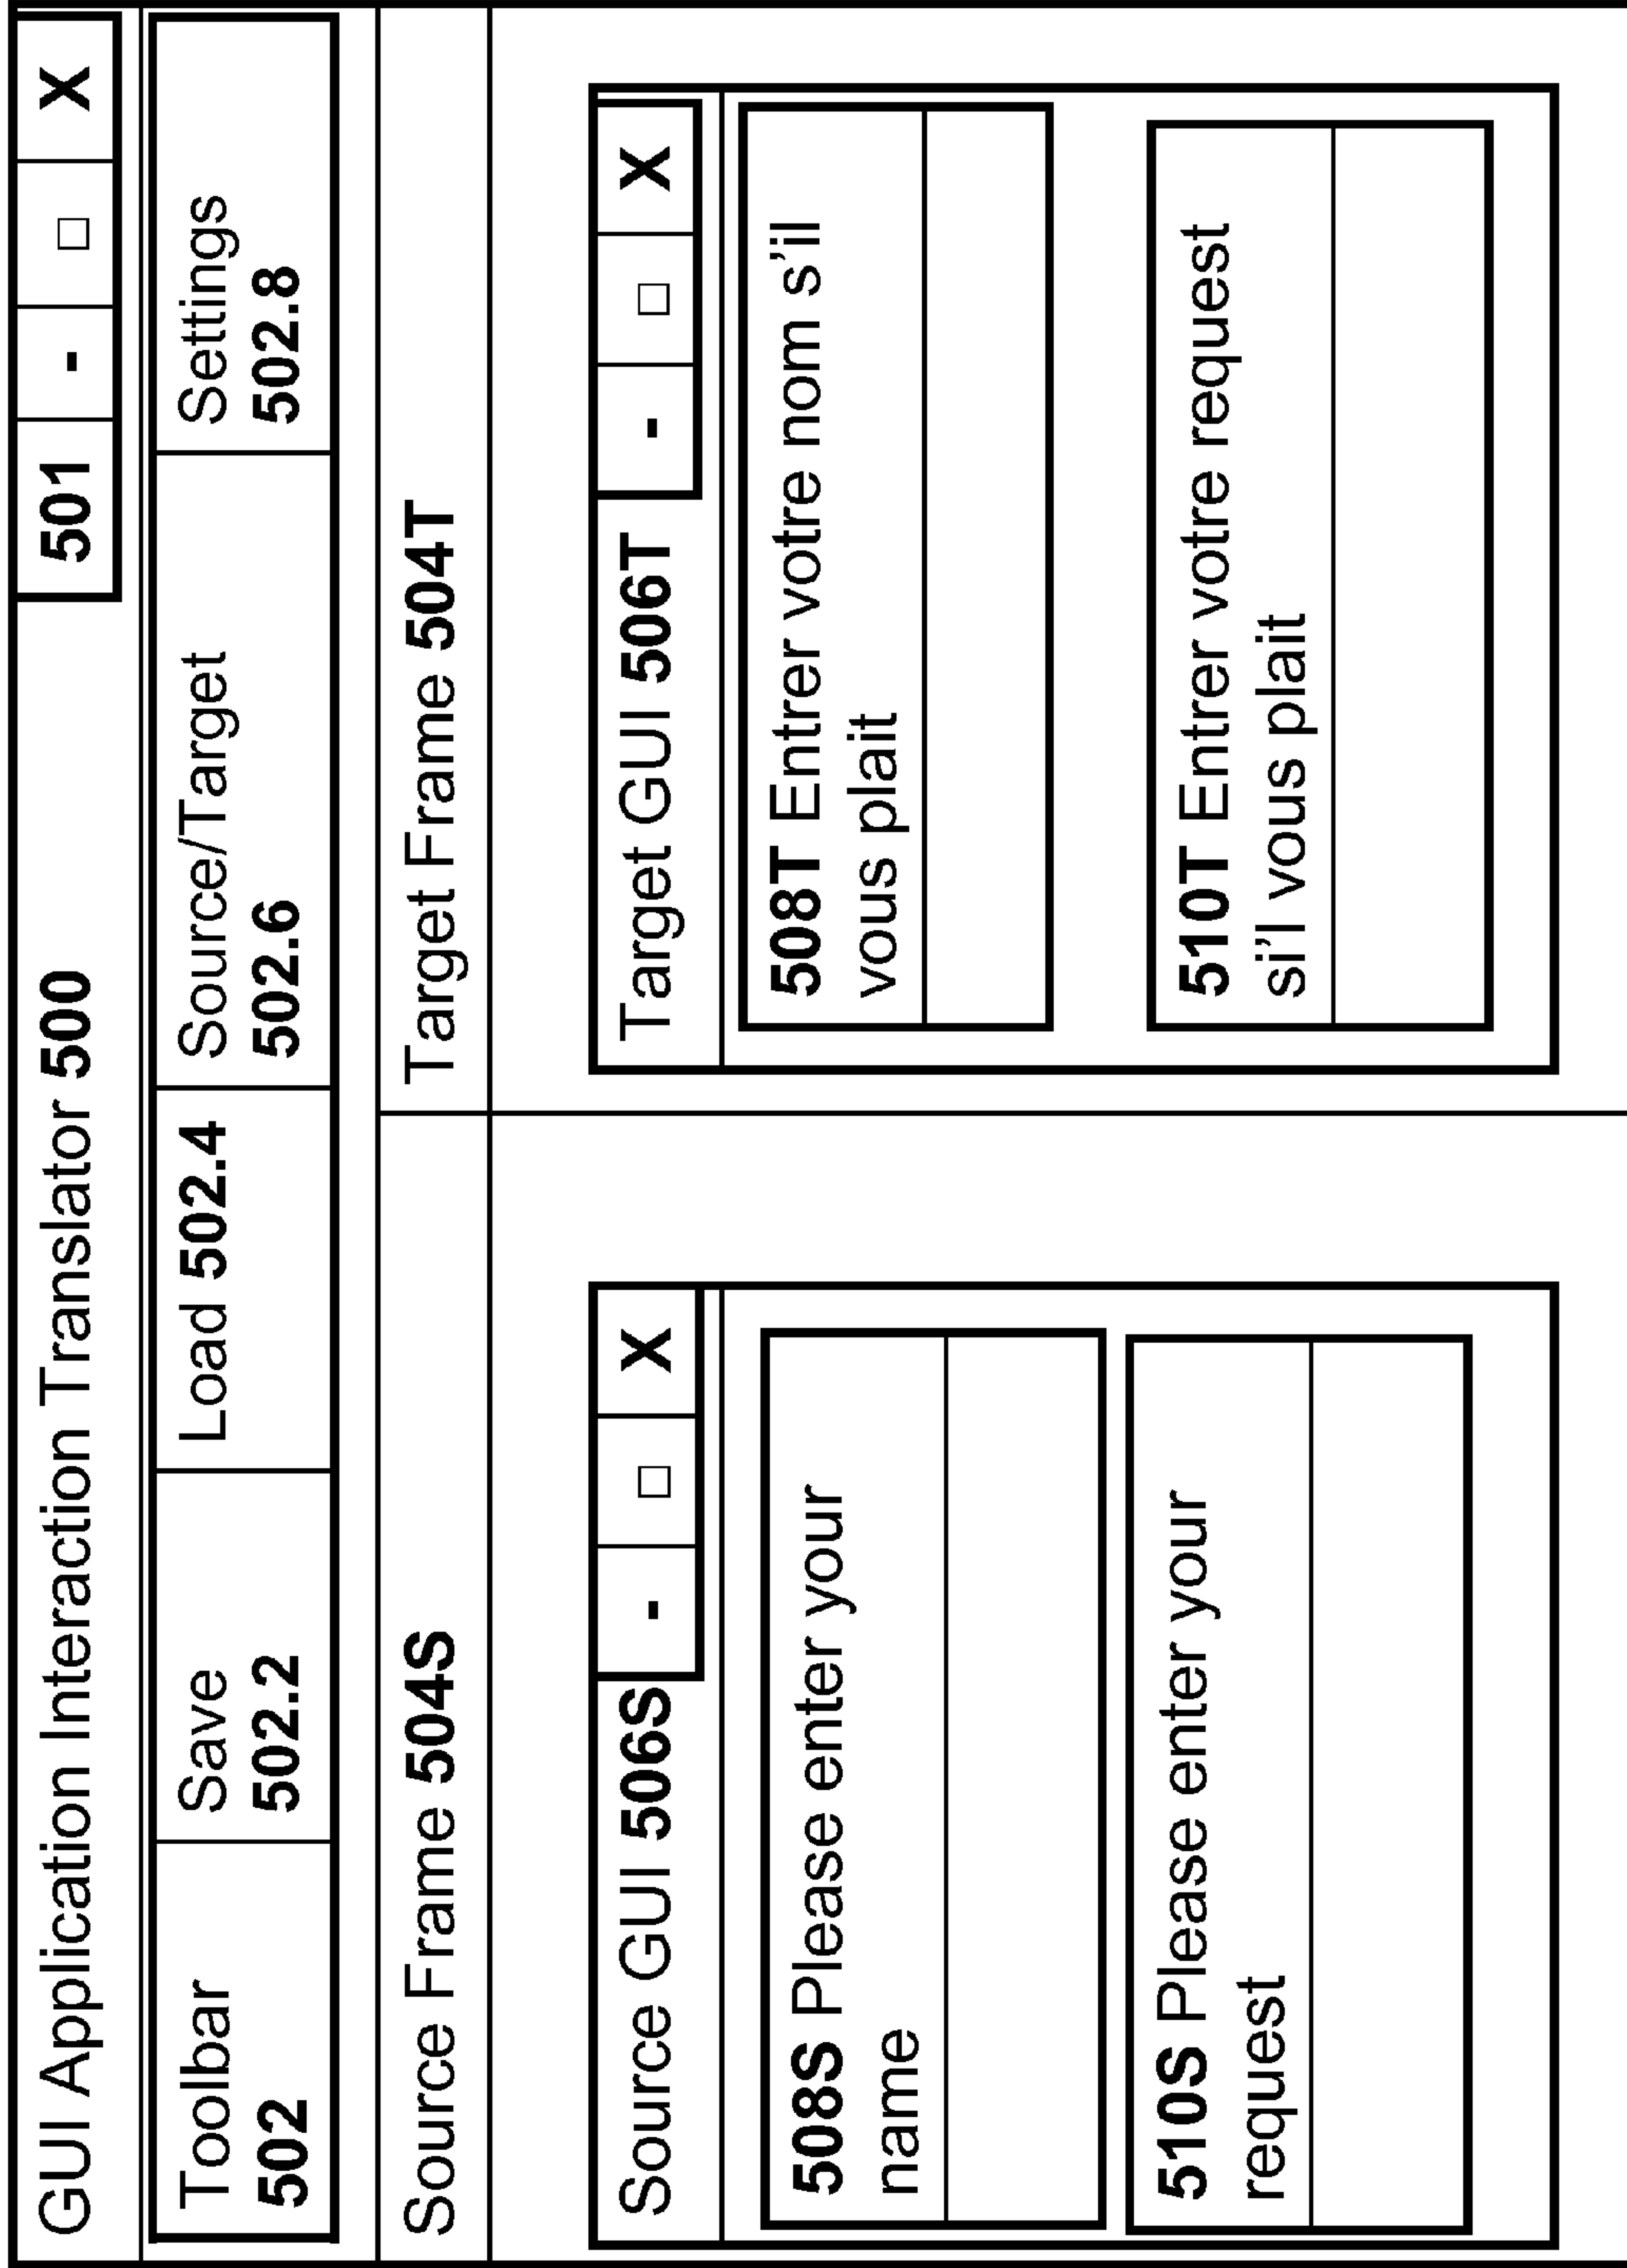 GUI Application Interaction Translator 500
501 - □ X
Toolbar
502
Save
502.2
Load 502.4
Source/Target
502.6
Settings
502.8
Source Frame 504S
Target Frame 504T
Source GUI 506S - □ X
508S Please enter your
name
510S Please enter your
request
Target GUI 506T - □ X
508T Entrer votre nom s'il
vous plait
510T Entrer votre request
si'l vous plait